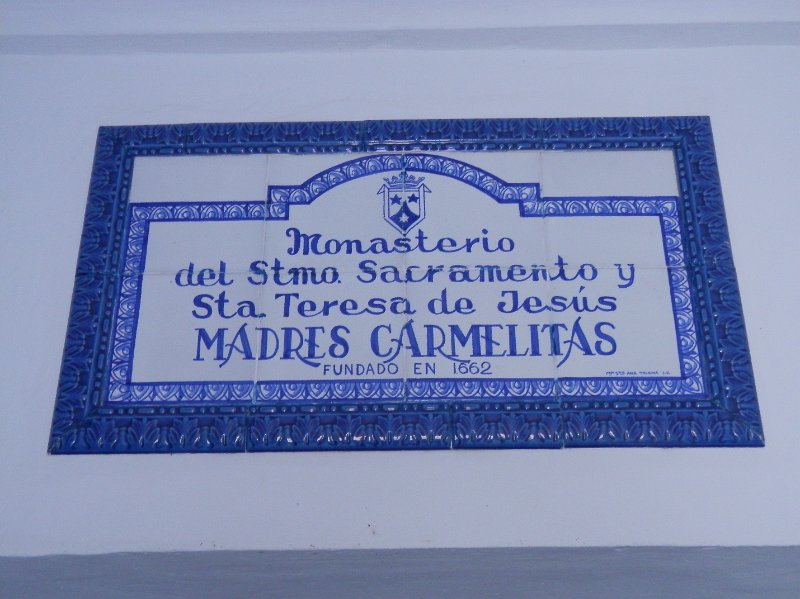 Monasterio
del Stmo. Sacramento y
Sta. Teresa de Jesús
MADRES CARMELITAS
FUNDADO EN 1662